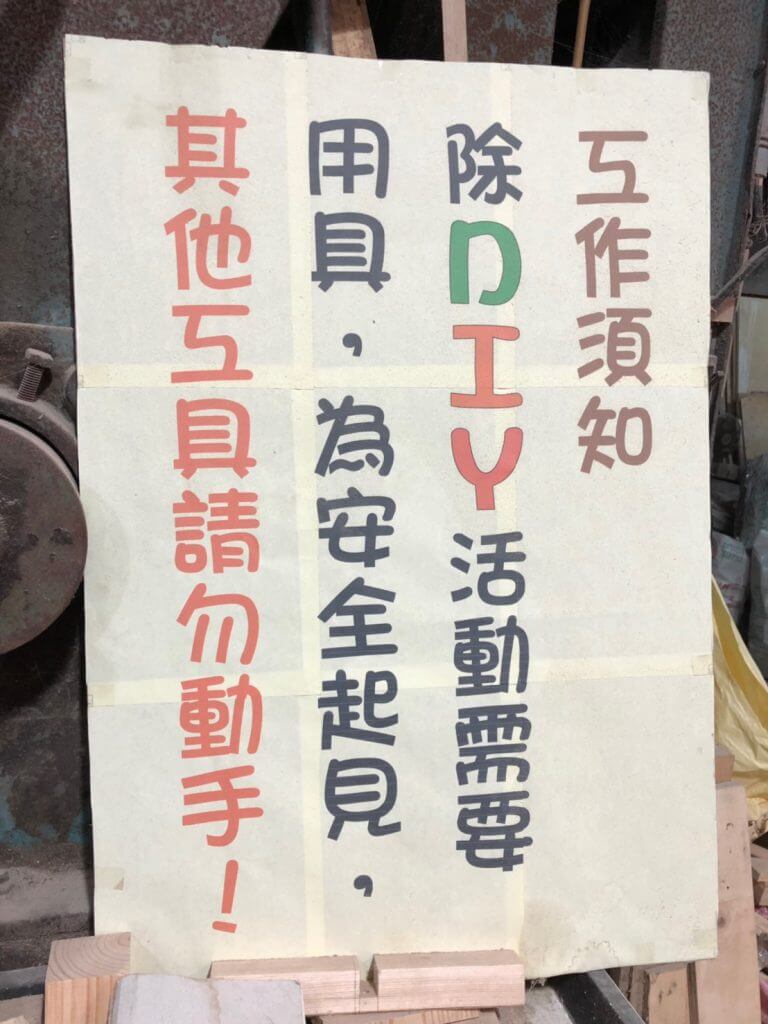 工作須知
除DIY活動需要
用具，為安全起見，
其他工具請勿動手！